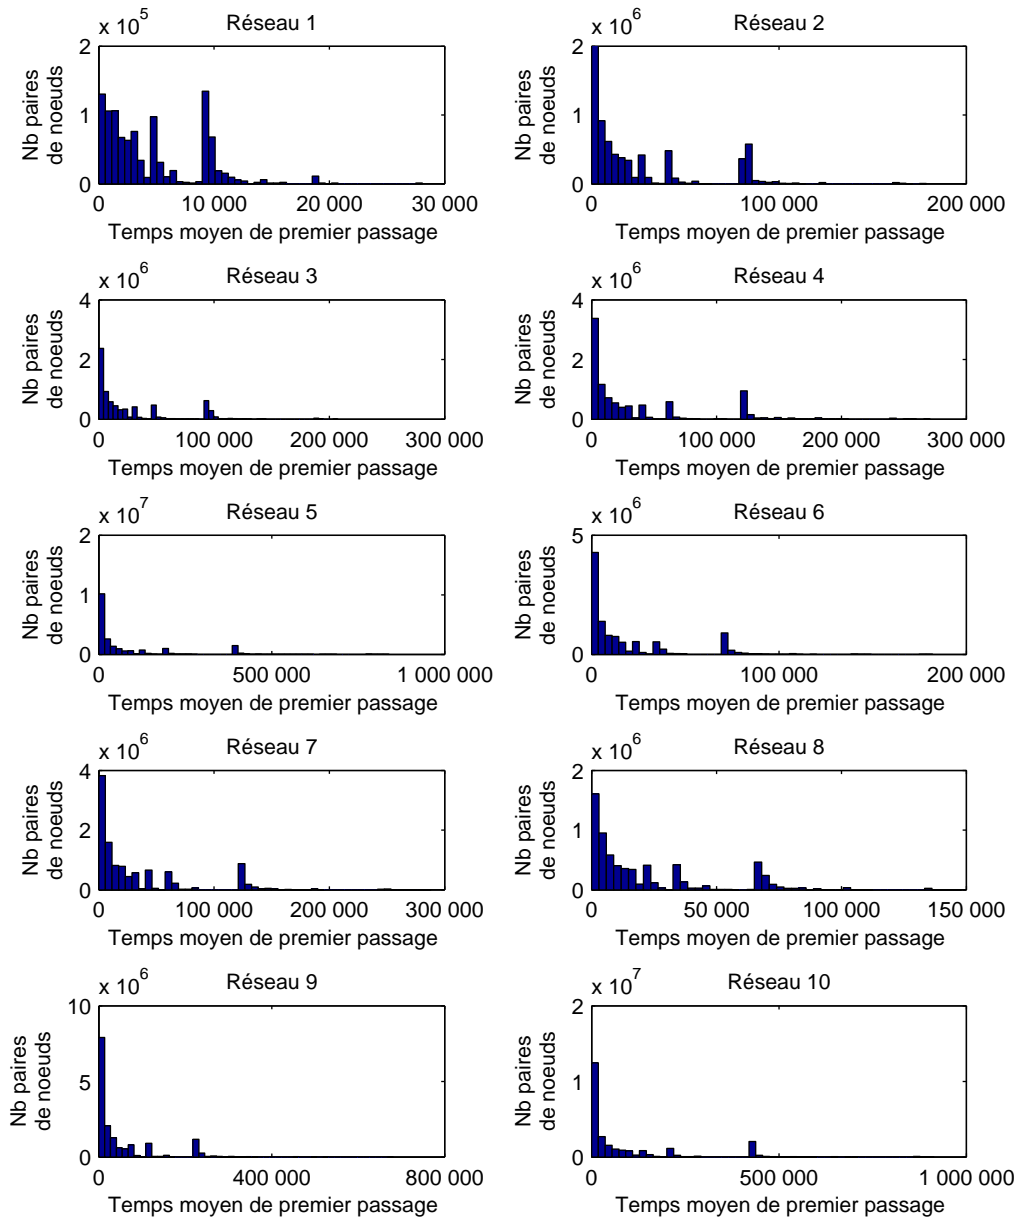 x 10^5 Réseau 1
2
1
0
Nb paires
de noeuds
0 10 000 20 000 30 000
Temps moyen de premier passage
x 10^6 Réseau 2
2
1
0
Nb paires
de noeuds
0 100 000 200 000
Temps moyen de premier passage
x 10^6 Réseau 3
4
2
0
Nb paires
de noeuds
0 100 000 200 000 300 000
Temps moyen de premier passage
x 10^6 Réseau 4
4
2
0
Nb paires
de noeuds
0 100 000 200 000 300 000
Temps moyen de premier passage
x 10^7 Réseau 5
2
1
0
Nb paires
de noeuds
0 500 000 1 000 000
Temps moyen de premier passage
x 10^6 Réseau 6
5
0
Nb paires
de noeuds
0 100 000 200 000
Temps moyen de premier passage
x 10^6 Réseau 7
4
2
0
Nb paires
de noeuds
0 100 000 200 000 300 000
Temps moyen de premier passage
x 10^6 Réseau 8
2
1
0
Nb paires
de noeuds
0 50 000 100 000 150 000
Temps moyen de premier passage
x 10^6 Réseau 9
10
5
0
Nb paires
de noeuds
0 400 000 800 000
Temps moyen de premier passage
x 10^7 Réseau 10
2
1
0
Nb paires
de noeuds
0 500 000 1 000 000
Temps moyen de premier passage